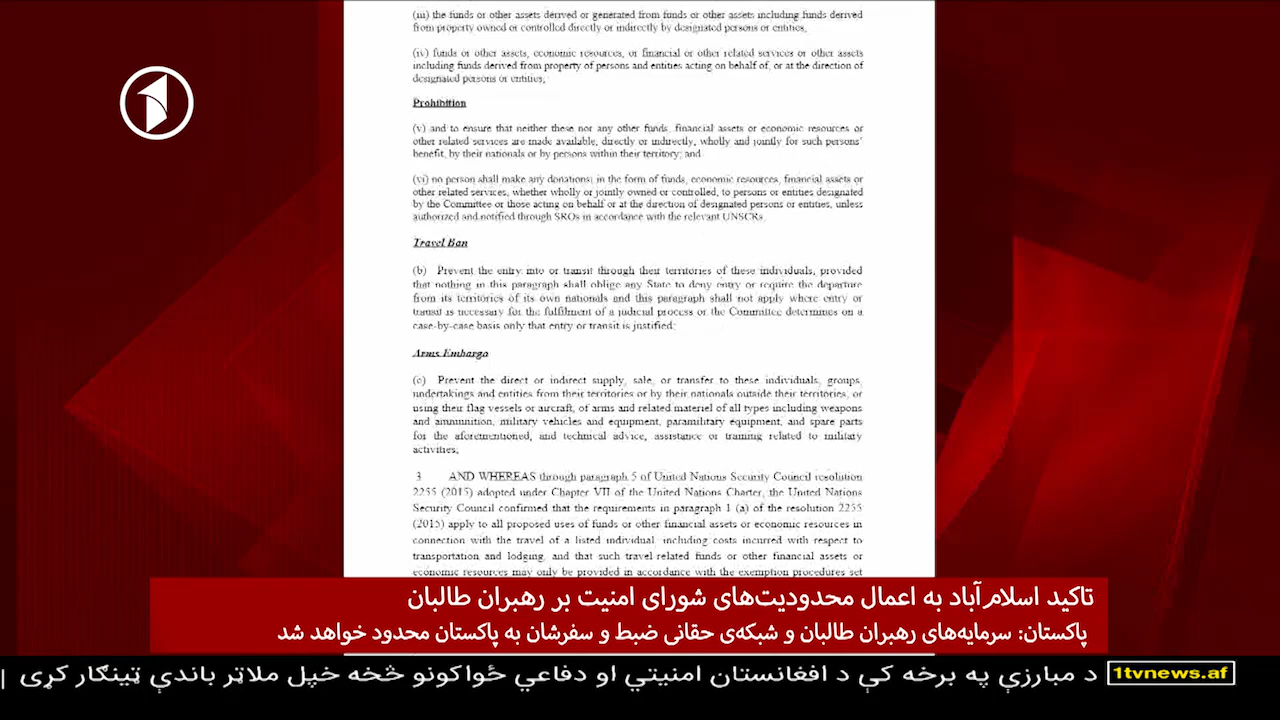 (iii) the funds or other assets derived or generated from funds or other assets including funds derived
from property owned or controlled directly or indirectly by designated persons or entities;
(iv) funds or other assets, economic resources, or financial or other related services or other assets
including funds derived from property of persons and entities acting on behalf of, or at the direction of
designated persons or entities;
Prohibition
(v) and to ensure that neither these nor any other funds, financial assets or economic resources or
other related services are made available, directly or indirectly, wholly and jointly for such persons'
benefit, by their nationals or by persons within their territory; and
(vi) no person shall make any donations; in the form of funds, economic resources, financial assets or
other related services, whether wholly or jointly owned or controlled, to persons or entities designated
by the Committee or those acting on behalf or at the direction of designated persons or entities, unless
authorized and notified through SROs in accordance with the relevant UNSCRs.
Travel Ban
(b) Prevent the entry into or transit through their territories of these individuals, provided
that nothing in this paragraph shall oblige any State to deny entry or require the departure
from its territories of its own nationals and this paragraph shall not apply where entry or
transit is necessary for the fulfilment of a judicial process or the Committee determines on a
case-by-case basis only that entry or transit is justified;
Arms Embargo
(c) Prevent the direct or indirect supply, sale, or transfer to these individuals, groups,
undertakings and entities from their territories or by their nationals outside their territories, or
using their flag vessels or aircraft, of arms and related materiel of all types including weapons
and ammunition, military vehicles and equipment, paramilitary equipment, and spare parts
for the aforementioned, and technical advice, assistance or training related to military
activities;
3 AND WHEREAS through paragraph 5 of United Nations Security Council resolution
2255 (2015) adopted under Chapter VII of the United Nations Charter, the United Nations
Security Council confirmed that the requirements in paragraph 1 (a) of the resolution 2255
(2015) apply to all proposed uses of funds or other financial assets or economic resources in
connection with the travel of a listed individual, including costs incurred with respect to
transportation and lodging, and that such travel-related funds or other financial assets or
economic resources may only be provided in accordance with the exemption procedures set
تاکید اسلام‌آباد به اعمال محدودیت‌های شورای امنیت بر رهبران طالبان
پاکستان: سرمایه‌های رهبران طالبان و شبکه‌ی حقانی ضبط و سفرشان به پاکستان محدود خواهد شد
د مبارزې په برخه کې د افغانستان امنیتي او دفاعي ځواکونو څخه خپل ملاتړ باندې ټینګار کړی |
1tvnews.af